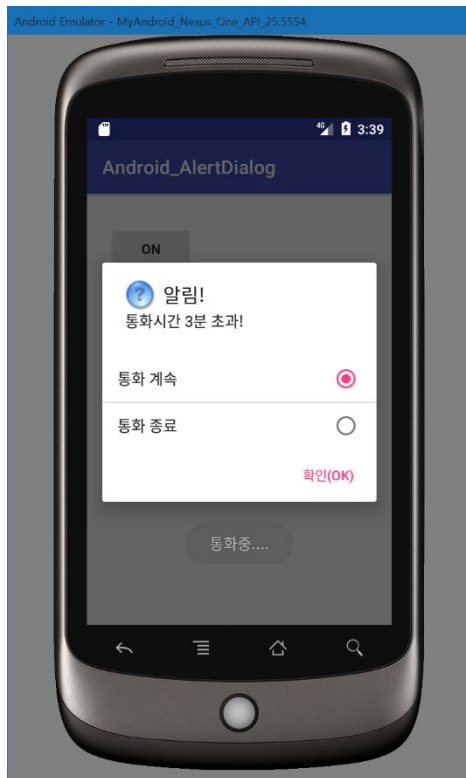 Android Emulator - MyAndroid_Nexus_One_API_25:5554
4G 3:39
Android_AlertDialog
ON
? 알림!
통화시간 3분 초과!
통화 계속
통화 종료
확인(OK)
통화중....